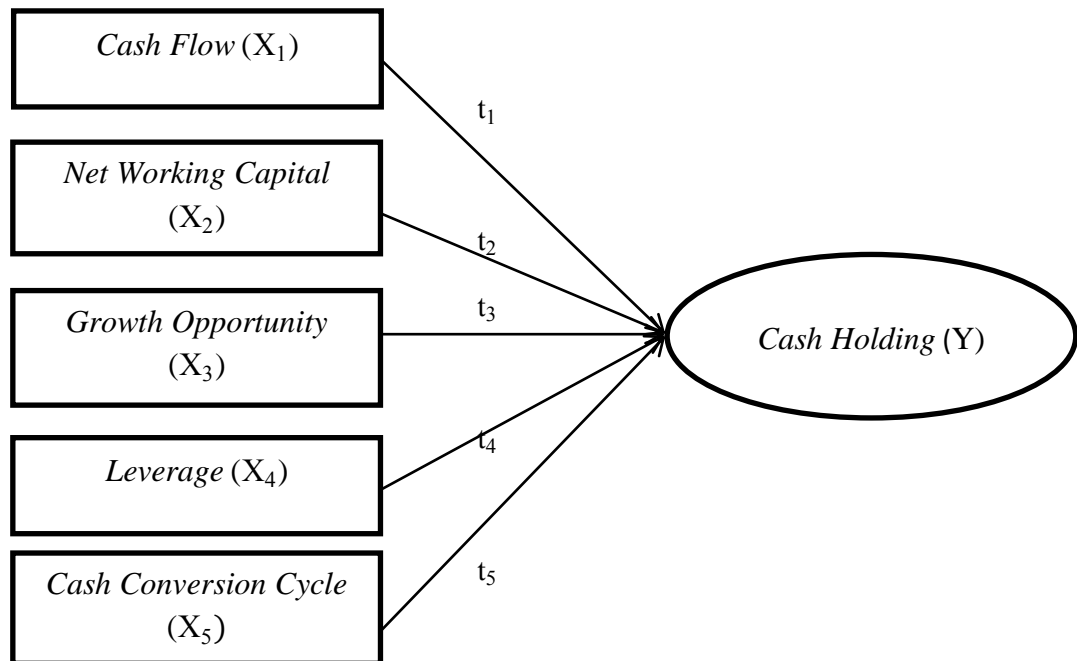 Cash Flow (X₁)
t₁
Net Working Capital
(X₂)
t₂
Growth Opportunity
(X₃)
t₃
Cash Holding (Y)
Leverage (X₄)
t₄
Cash Conversion Cycle
(X₅)
t₅